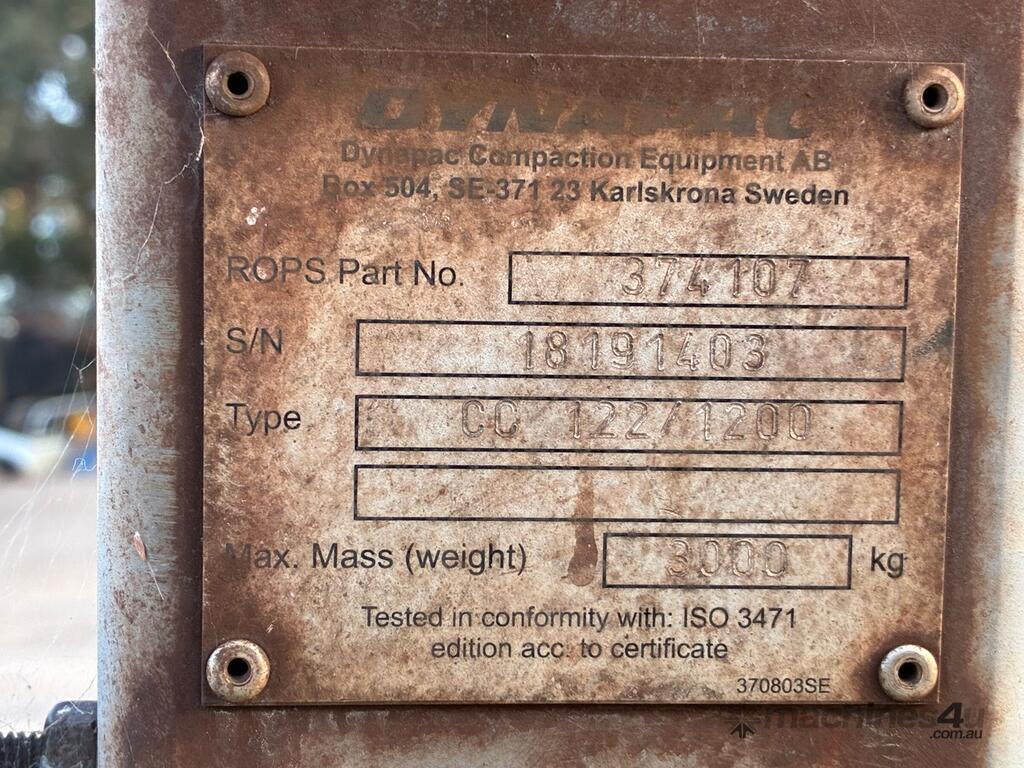 DYNAPAC
Dynapac Compaction Equipment AB
Box 504, SE-371 23 Karlskrona Sweden
ROPS Part No. 374107
S/N 18191403
Type CC 122/1200
Max. Mass (weight) 3000 kg
Tested in conformity with: ISO 3471
edition acc. to certificate
370803SE
machines4u
.com.au